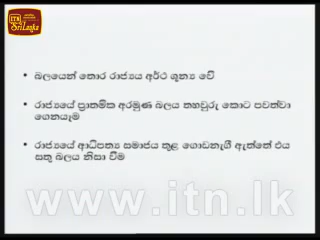 ITN
Sri Lanka
• බලයෙන් තොර රාජ්‍යය අර්ථ ශූන්‍ය වේ
• රාජ්‍යයේ ප්‍රාතමික අරමුණ බලය තහවුරු කොට පවත්වා
ගෙනයෑම
• රාජ්‍යයේ ආධිපත්‍ය සමාජය තුළ ගොඩනැගී ඇත්තේ එය
සතු බලය නිසා වීම
www.itn.lk